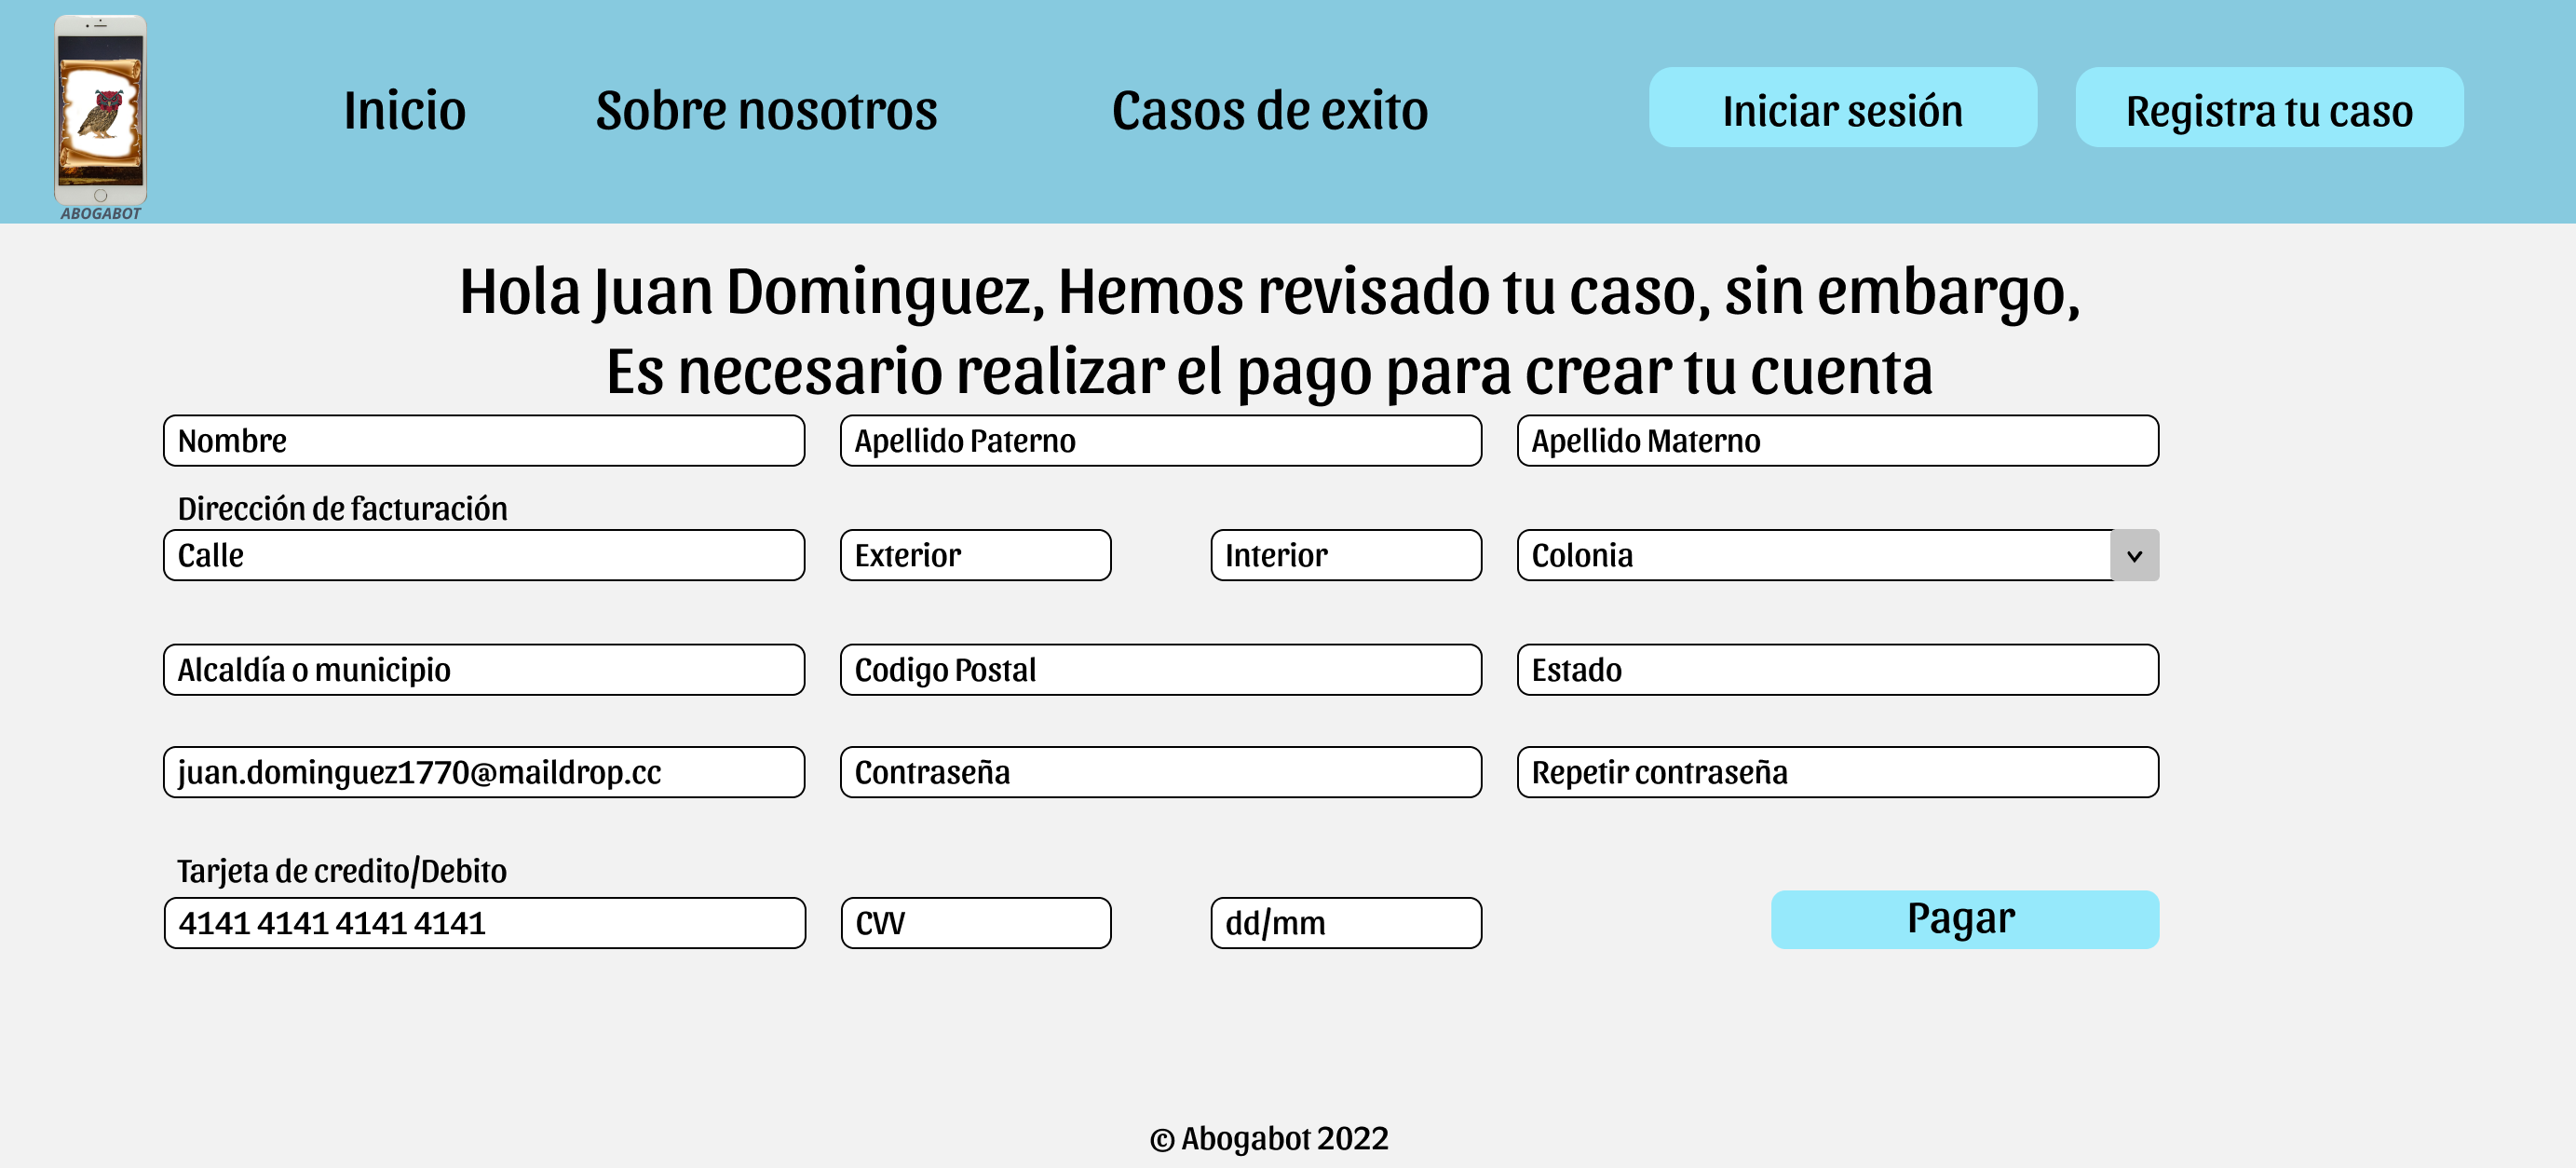 ABOGABOT
Inicio
Sobre nosotros
Casos de exito
Iniciar sesión
Registra tu caso
Hola Juan Dominguez, Hemos revisado tu caso, sin embargo,
Es necesario realizar el pago para crear tu cuenta
Nombre
Apellido Paterno
Apellido Materno
Dirección de facturación
Calle
Exterior
Interior
Colonia
Alcaldía o municipio
Codigo Postal
Estado
juan.dominguez1770@maildrop.cc
Contraseña
Repetir contraseña
Tarjeta de credito/Debito
4141 4141 4141 4141
CVV
dd/mm
Pagar
© Abogabot 2022